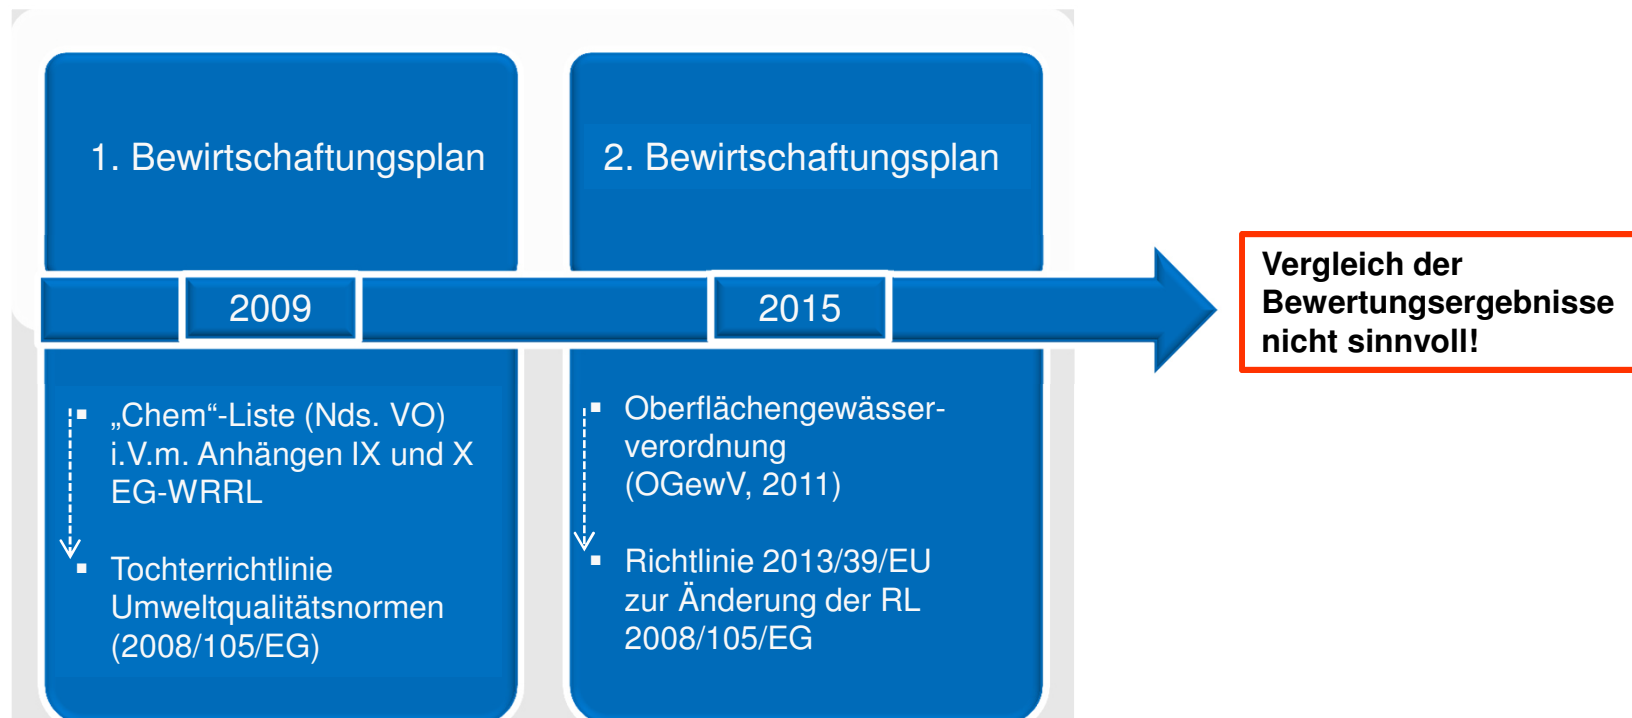 1. Bewirtschaftungsplan
2. Bewirtschaftungsplan
2009
2015
Vergleich der
Bewertungsergebnisse
nicht sinnvoll!
▪ „Chem“-Liste (Nds. VO)
i.V.m. Anhängen IX und X
EG-WRRL
▪ Tochterrichtlinie
Umweltqualitätsnormen
(2008/105/EG)
▪ Oberflächengewässer-
verordnung
(OGewV, 2011)
▪ Richtlinie 2013/39/EU
zur Änderung der RL
2008/105/EG